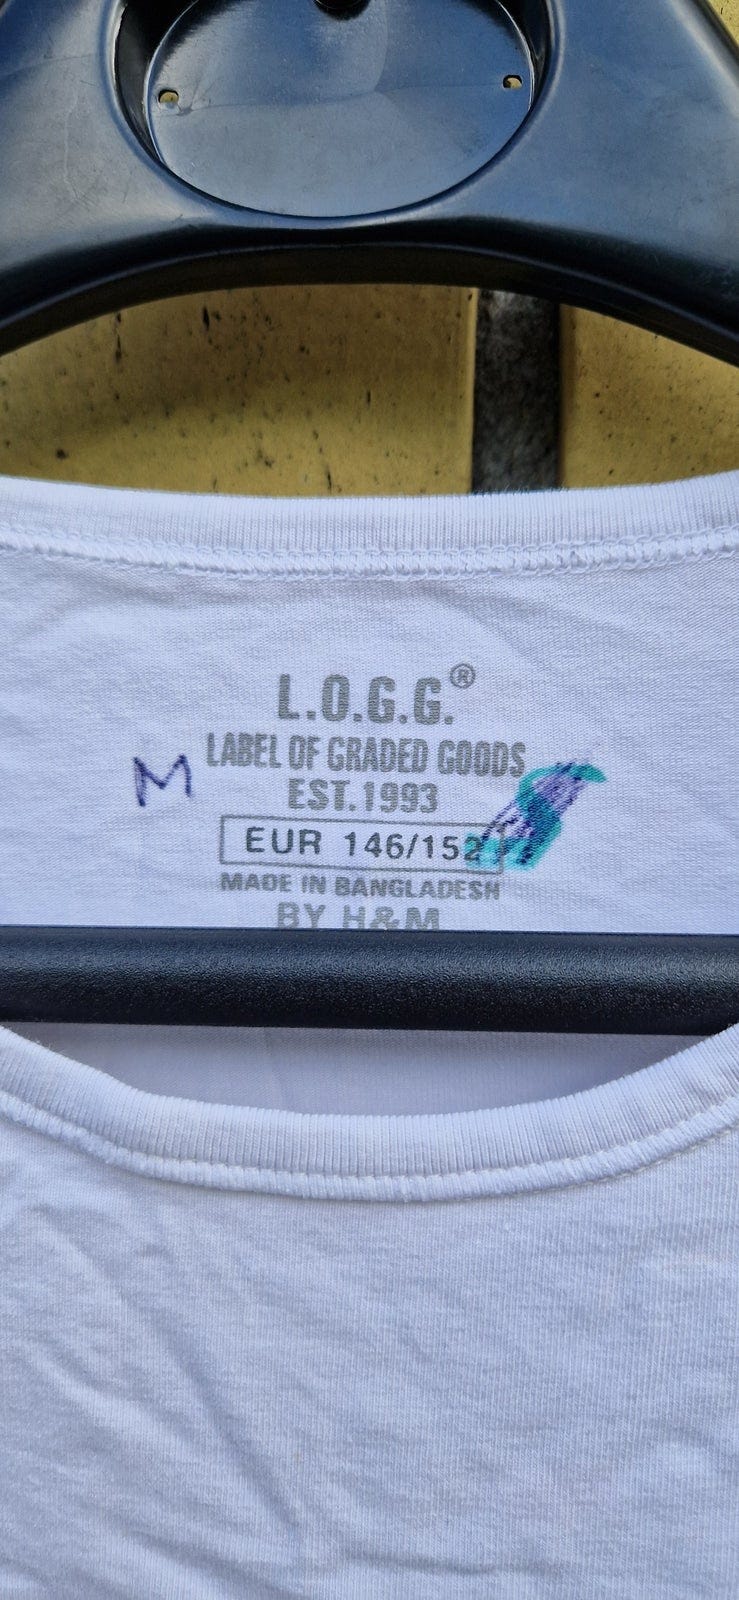 L.O.G.G.®
M LABEL OF GRADED GOODS
EST.1993
EUR 146/152
MADE IN BANGLADESH
BY H&M